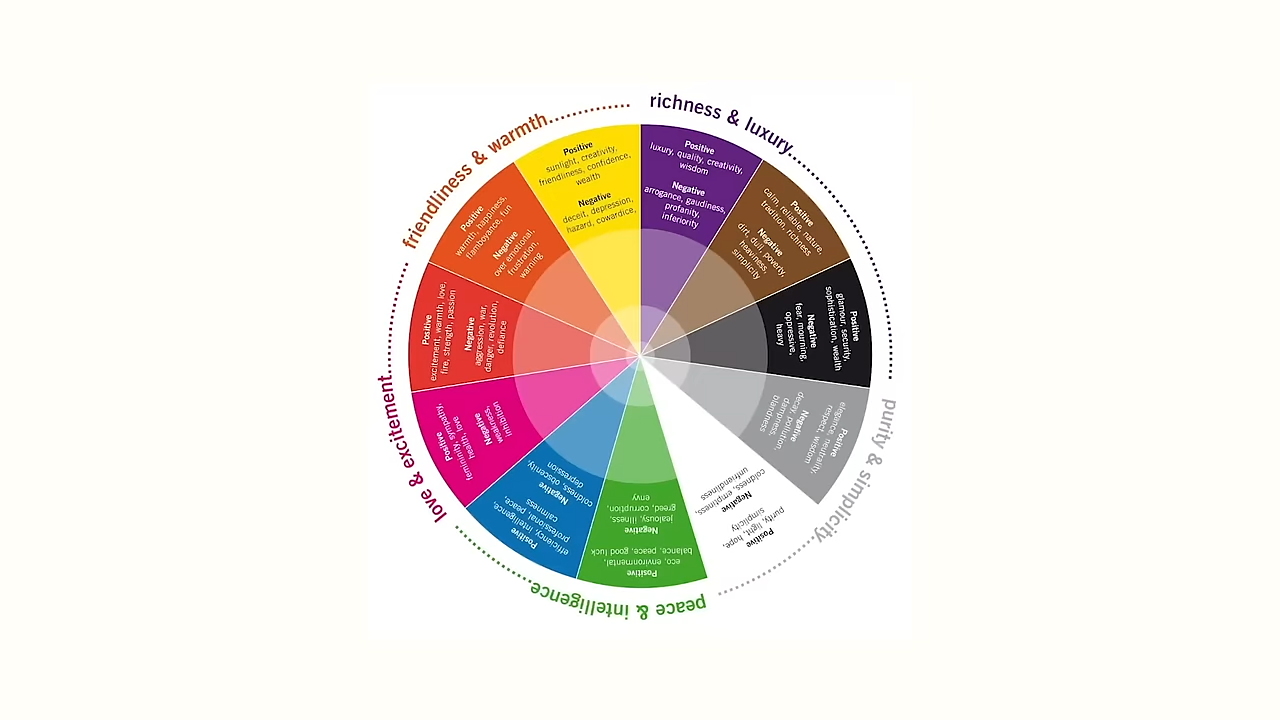 richness & luxury
Positive
luxury, quality, creativity,
wisdom
Negative
arrogance, gaudiness,
profanity,
inferiority
Positive
calm, reliable, nature,
tradition, richness
Negative
dirt, dull, poverty,
heaviness,
simplicity
Positive
glamour, security,
sophistication, wealth
Negative
fear, mourning,
oppressive,
heavy
purity & simplicity
Positive
elegance, neutrality,
respect, wisdom
Negative
decay, pollution,
dampness,
blandness
Positive
purity, light, hope,
simplicity
Negative
coldness, emptiness,
unfriendliness
peace & intelligence
Positive
eco, environmental,
balance, peace, good luck
Negative
jealousy, illness,
greed, corruption,
envy
Positive
efficiency, intelligence,
professional, peace,
calmness
Negative
coldness, obscenity,
depression
love & excitement
Positive
femininity, sympathy,
health, love
Negative
weakness,
inhibition
Positive
excitement, warmth, love,
fire, strength, passion
Negative
aggression, war,
danger, revolution,
defiance
friendliness & warmth
Positive
warmth, happiness,
flamboyance, fun
Negative
over emotional,
frustration,
warning
Positive
sunlight, creativity,
friendliness, confidence,
wealth
Negative
deceit, depression,
hazard, cowardice,